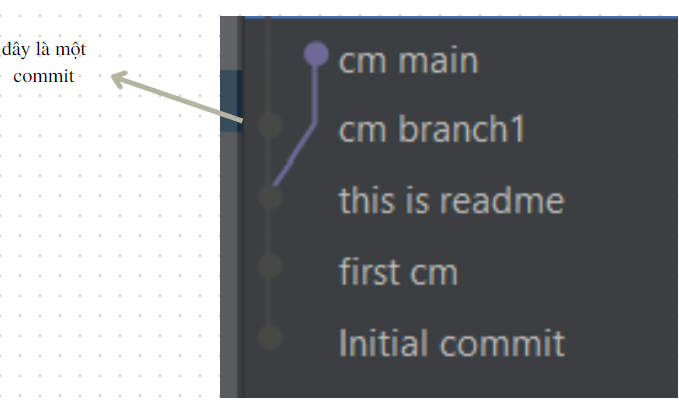 đây là một
commit
cm main
cm branch1
this is readme
first cm
Initial commit